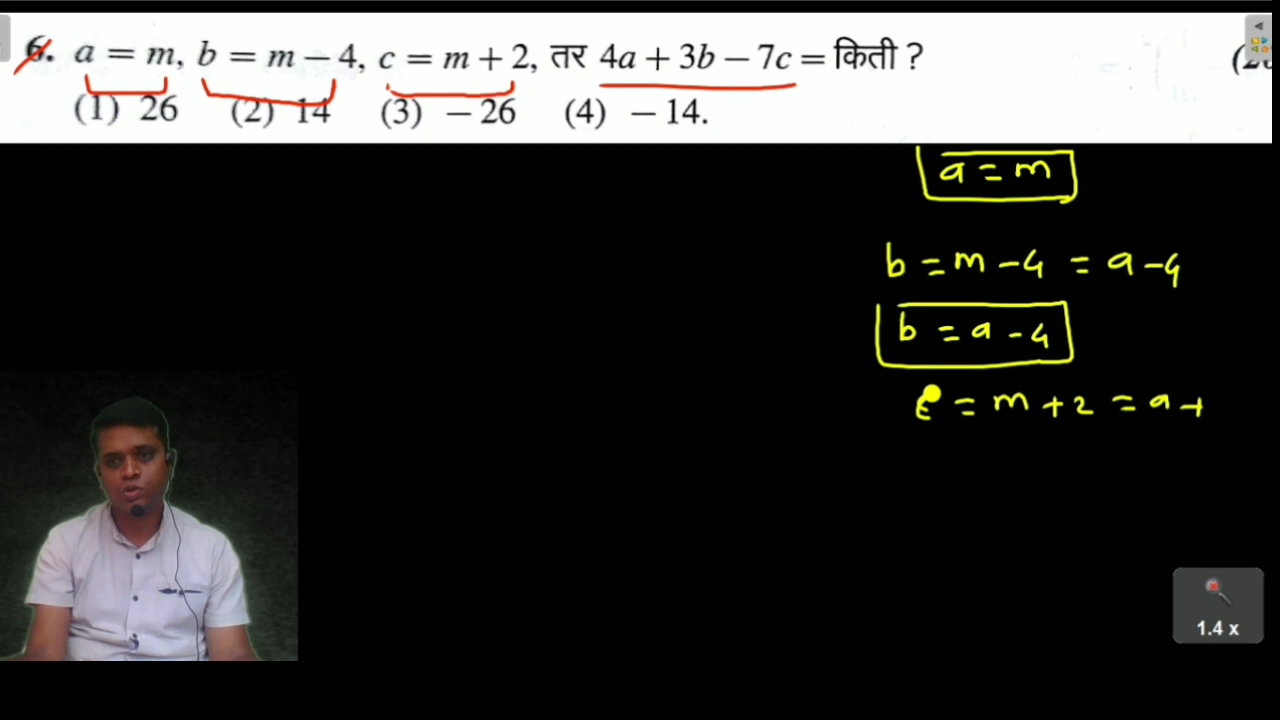 6. a = m, b = m – 4, c = m + 2, तर 4a + 3b – 7c = किती ?
(1) 26 (2) 14 (3) – 26 (4) – 14.
a = m
b = m – 4 = a – 4
b = a – 4
c = m + 2 = a +
1.4 x